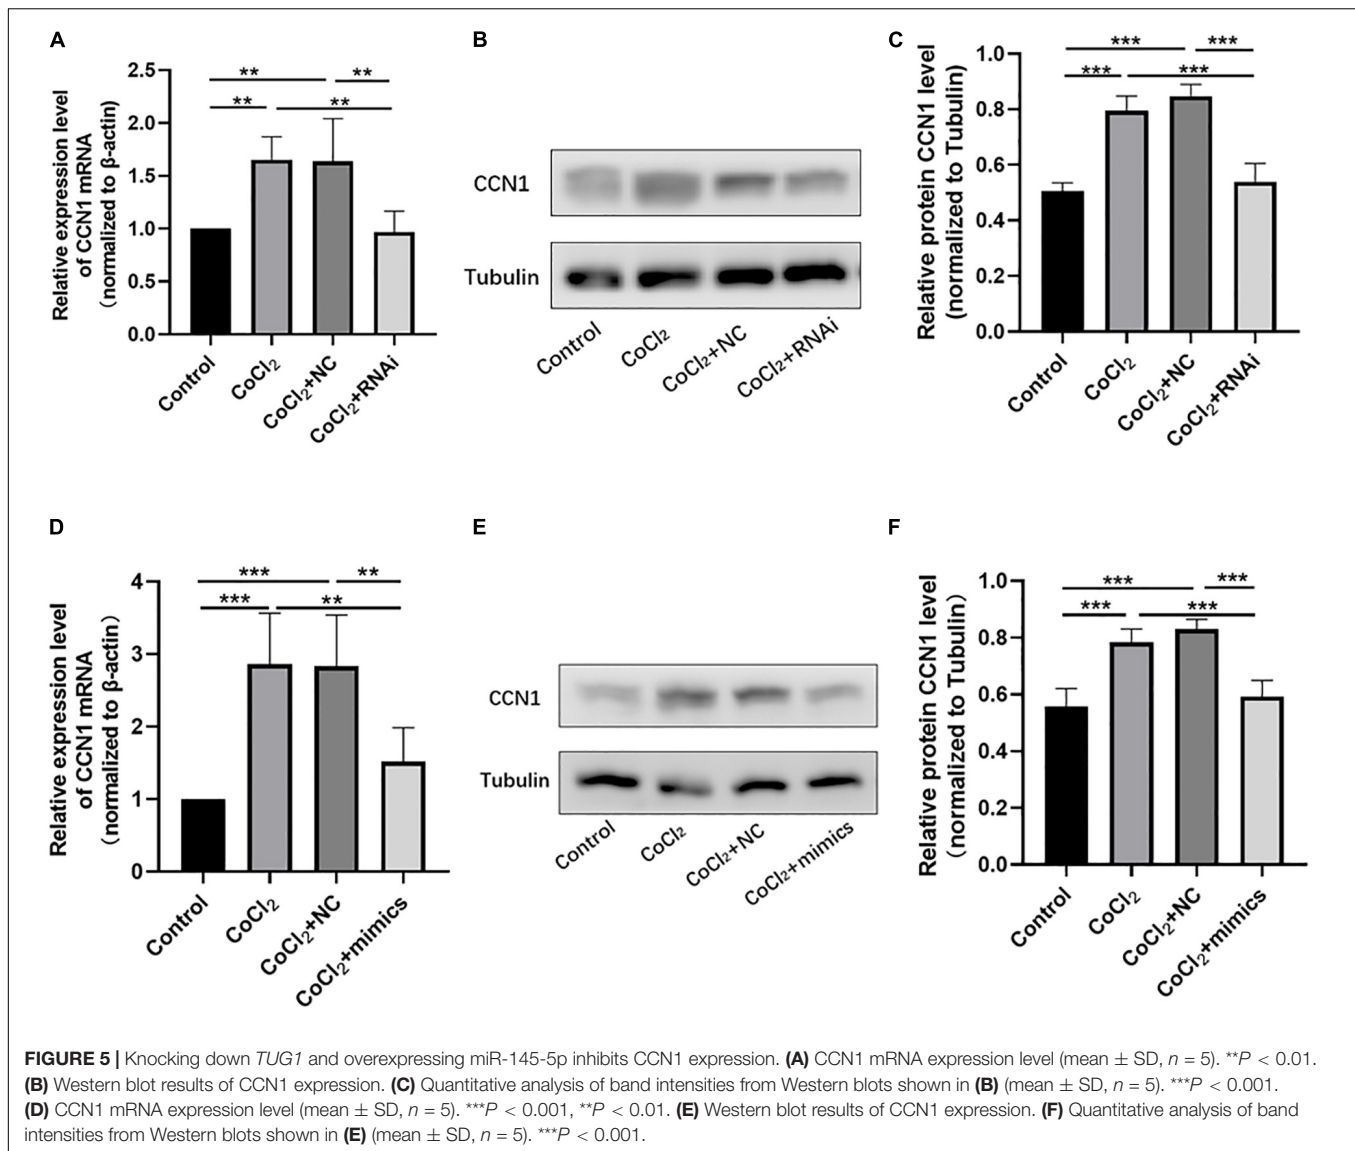 A
Relative expression level
of CCN1 mRNA
(normalized to β-actin)
2.5
2.0
1.5
1.0
0.5
0.0
** **
** **
Control
CoCl₂
CoCl₂+NC
CoCl₂+RNAi
B
CCN1
Tubulin
Control
CoCl₂
CoCl₂+NC
CoCl₂+RNAi
C
Relative protein CCN1 level
(normalized to Tubulin)
1.0
0.8
0.6
0.4
0.2
0.0
*** ***
*** ***
Control
CoCl₂
CoCl₂+NC
CoCl₂+RNAi
D
Relative expression level
of CCN1 mRNA
(normalized to β-actin)
4
3
2
1
0
*** **
*** **
Control
CoCl₂
CoCl₂+NC
CoCl₂+mimics
E
CCN1
Tubulin
Control
CoCl₂
CoCl₂+NC
CoCl₂+mimics
F
Relative protein CCN1 level
(normalized to Tubulin)
1.0
0.8
0.6
0.4
0.2
0.0
*** ***
*** ***
Control
CoCl₂
CoCl₂+NC
CoCl₂+mimics
FIGURE 5 | Knocking down TUG1 and overexpressing miR-145-5p inhibits CCN1 expression. (A) CCN1 mRNA expression level (mean ± SD, n = 5). **P < 0.01.
(B) Western blot results of CCN1 expression. (C) Quantitative analysis of band intensities from Western blots shown in (B) (mean ± SD, n = 5). ***P < 0.001.
(D) CCN1 mRNA expression level (mean ± SD, n = 5). ***P < 0.001, **P < 0.01. (E) Western blot results of CCN1 expression. (F) Quantitative analysis of band
intensities from Western blots shown in (E) (mean ± SD, n = 5). ***P < 0.001.